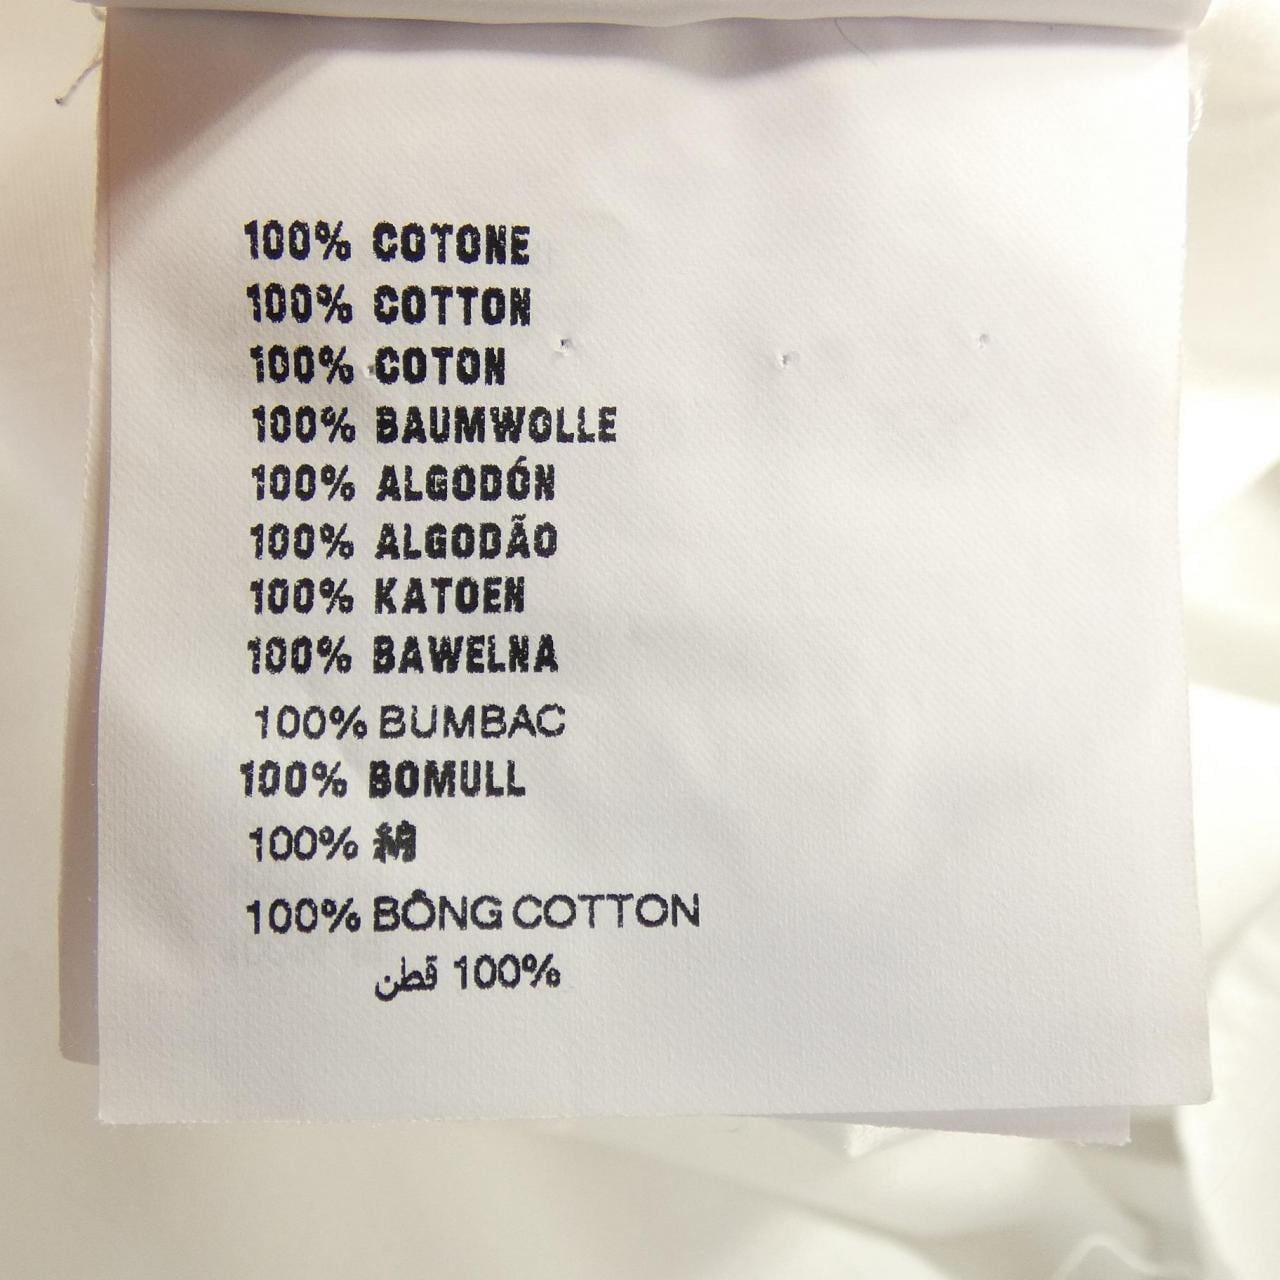 100% COTONE
100% COTTON
100% COTON
100% BAUMWOLLE
100% ALGODÓN
100% ALGODÃO
100% KATOEN
100% BAWELNA
100% BUMBAC
100% BOMULL
100% 綿
100% BÔNG COTTON
100% قطن